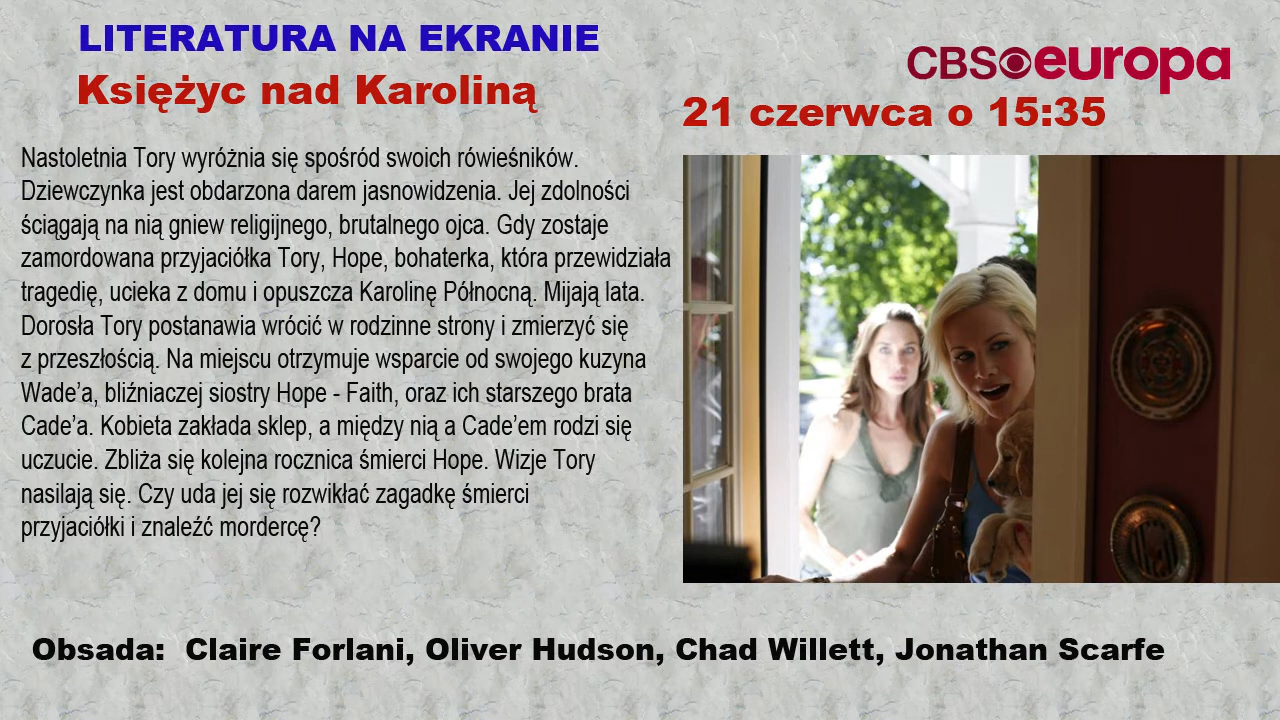 LITERATURA NA EKRANIE
Księżyc nad Karoliną
CBS europa
21 czerwca o 15:35
Nastoletnia Tory wyróżnia się spośród swoich rówieśników.
Dziewczynka jest obdarzona darem jasnowidzenia. Jej zdolności
ściągają na nią gniew religijnego, brutalnego ojca. Gdy zostaje
zamordowana przyjaciółka Tory, Hope, bohaterka, która przewidziała
tragedię, ucieka z domu i opuszcza Karolinę Północną. Mijają lata.
Dorosła Tory postanawia wrócić w rodzinne strony i zmierzyć się
z przeszłością. Na miejscu otrzymuje wsparcie od swojego kuzyna
Wade’a, bliźniaczej siostry Hope - Faith, oraz ich starszego brata
Cade’a. Kobieta zakłada sklep, a między nią a Cade’em rodzi się
uczucie. Zbliża się kolejna rocznica śmierci Hope. Wizje Tory
nasilają się. Czy uda jej się rozwikłać zagadkę śmierci
przyjaciółki i znaleźć mordercę?
Obsada: Claire Forlani, Oliver Hudson, Chad Willett, Jonathan Scarfe